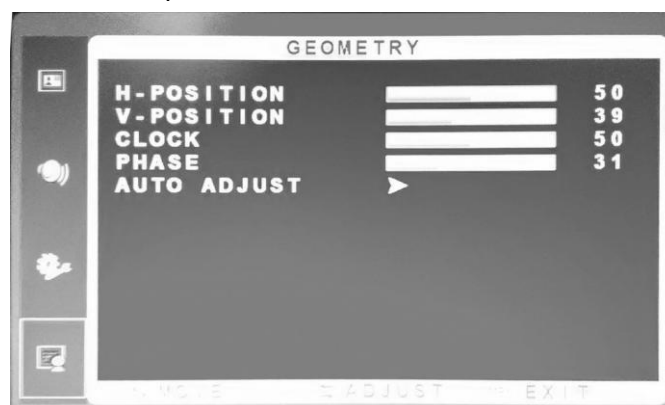 GEOMETRY
H-POSITION 50
V-POSITION 39
CLOCK 50
PHASE 31
AUTO ADJUST
MOVE ADJUST EXIT